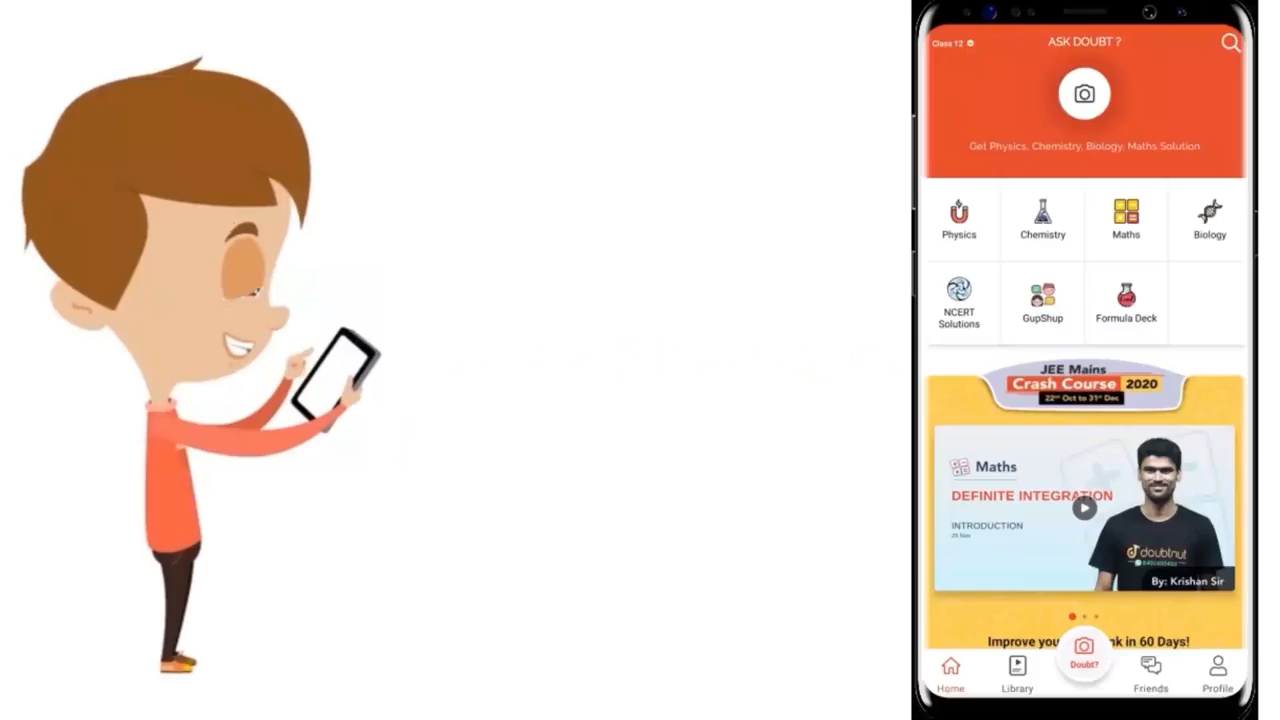 Class 12
ASK DOUBT ?
Get Physics, Chemistry, Biology, Maths Solution
Physics
Chemistry
Maths
Biology
NCERT
Solutions
GupShup
Formula Deck
JEE Mains
Crash Course 2020
22nd Oct to 31st Dec
Maths
DEFINITE INTEGRATION
INTRODUCTION
doubtnut
By: Krishan Sir
Improve you nk in 60 Days!
Doubt?
Home
Library
Friends
Profile